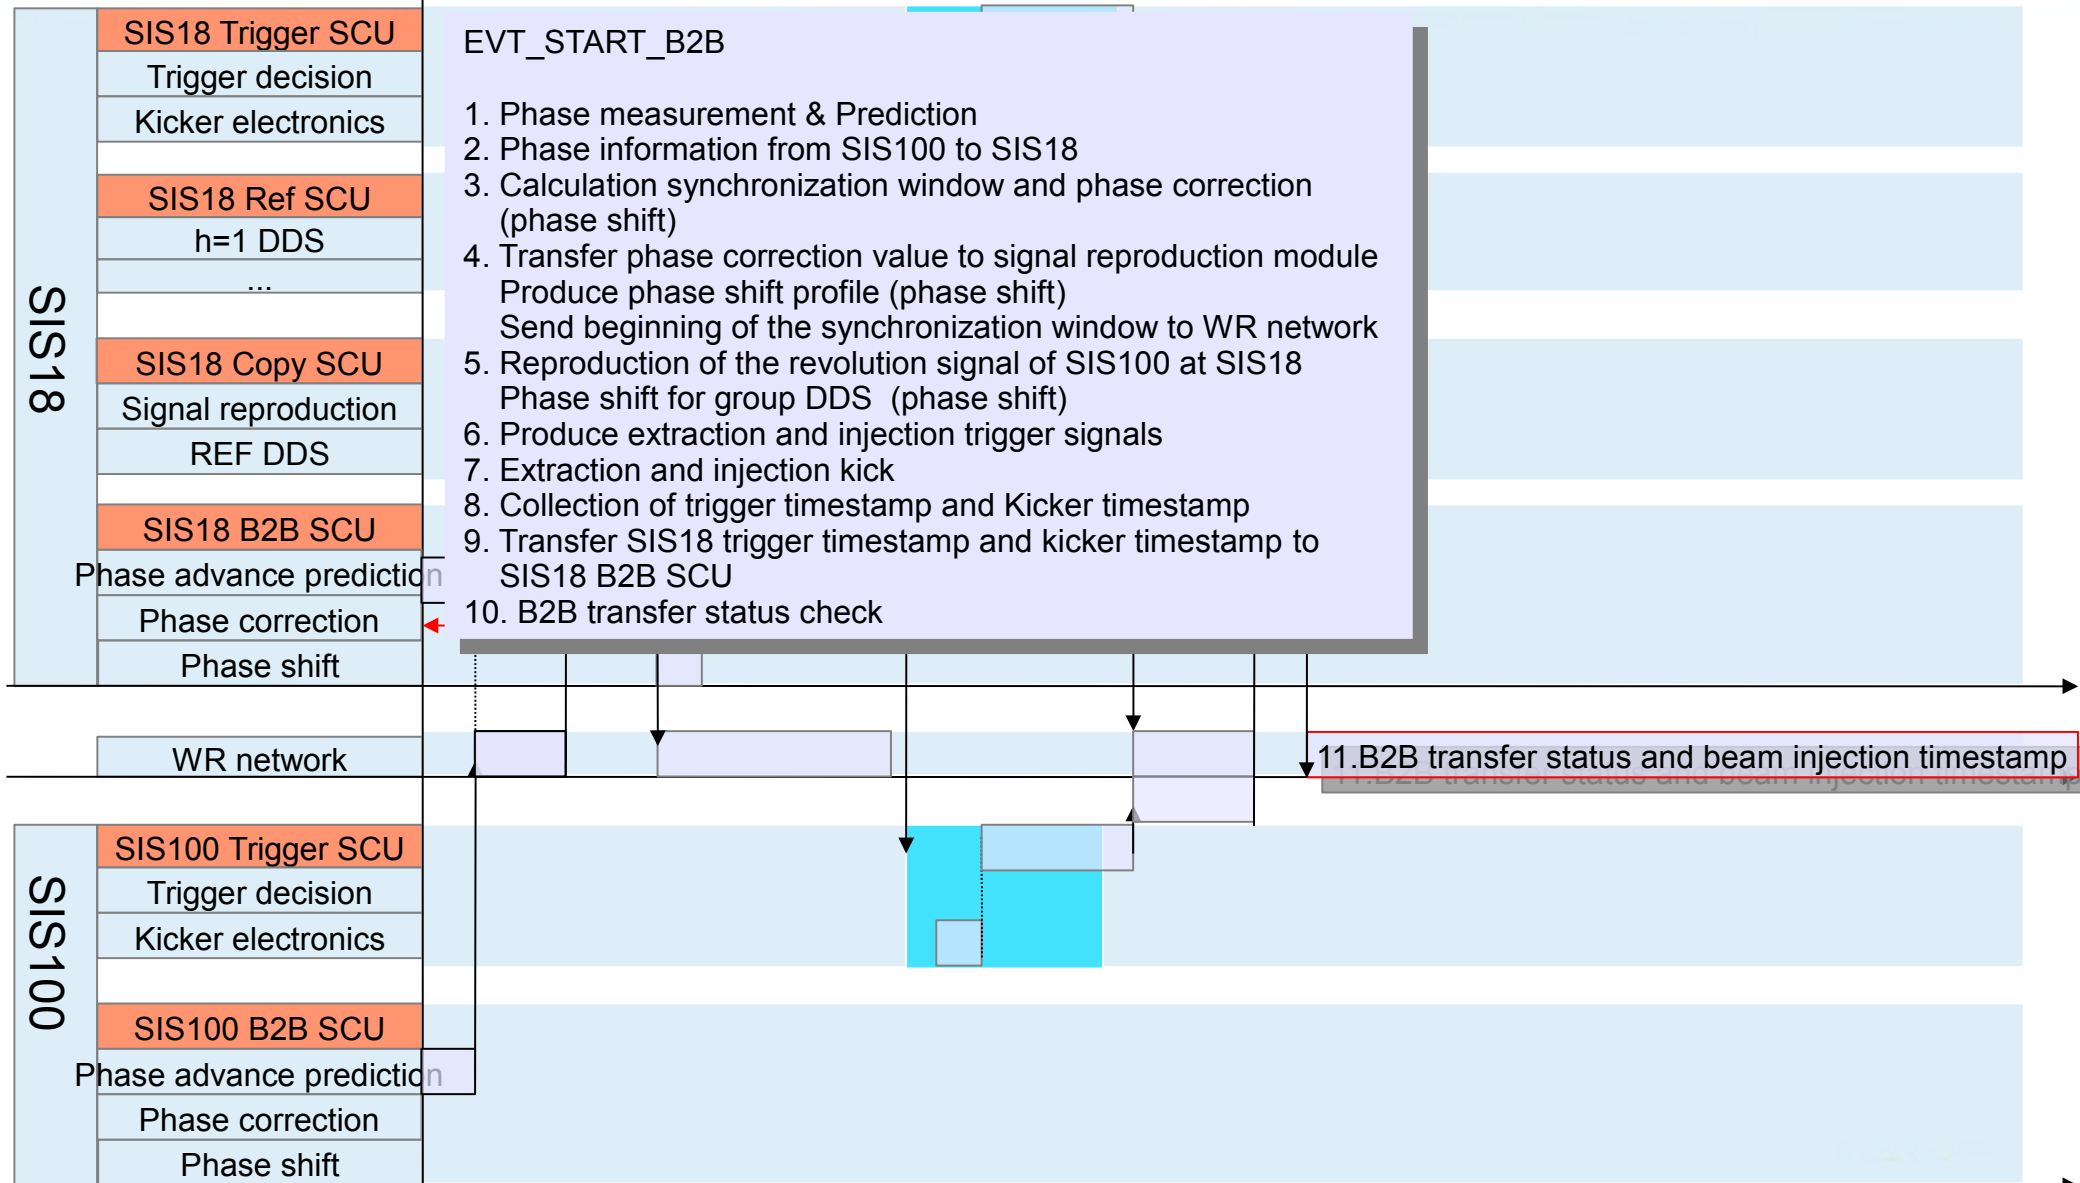 SIS18
SIS18 Trigger SCU
Trigger decision
Kicker electronics
SIS18 Ref SCU
h=1 DDS
...
SIS18 Copy SCU
Signal reproduction
REF DDS
SIS18 B2B SCU
Phase advance prediction
Phase correction
Phase shift
EVT_START_B2B
1. Phase measurement & Prediction
2. Phase information from SIS100 to SIS18
3. Calculation synchronization window and phase correction
(phase shift)
4. Transfer phase correction value to signal reproduction module
Produce phase shift profile (phase shift)
Send beginning of the synchronization window to WR network
5. Reproduction of the revolution signal of SIS100 at SIS18
Phase shift for group DDS (phase shift)
6. Produce extraction and injection trigger signals
7. Extraction and injection kick
8. Collection of trigger timestamp and Kicker timestamp
9. Transfer SIS18 trigger timestamp and kicker timestamp to
SIS18 B2B SCU
10. B2B transfer status check
WR network
11.B2B transfer status and beam injection timestamp
SIS100
SIS100 Trigger SCU
Trigger decision
Kicker electronics
SIS100 B2B SCU
Phase advance prediction
Phase correction
Phase shift